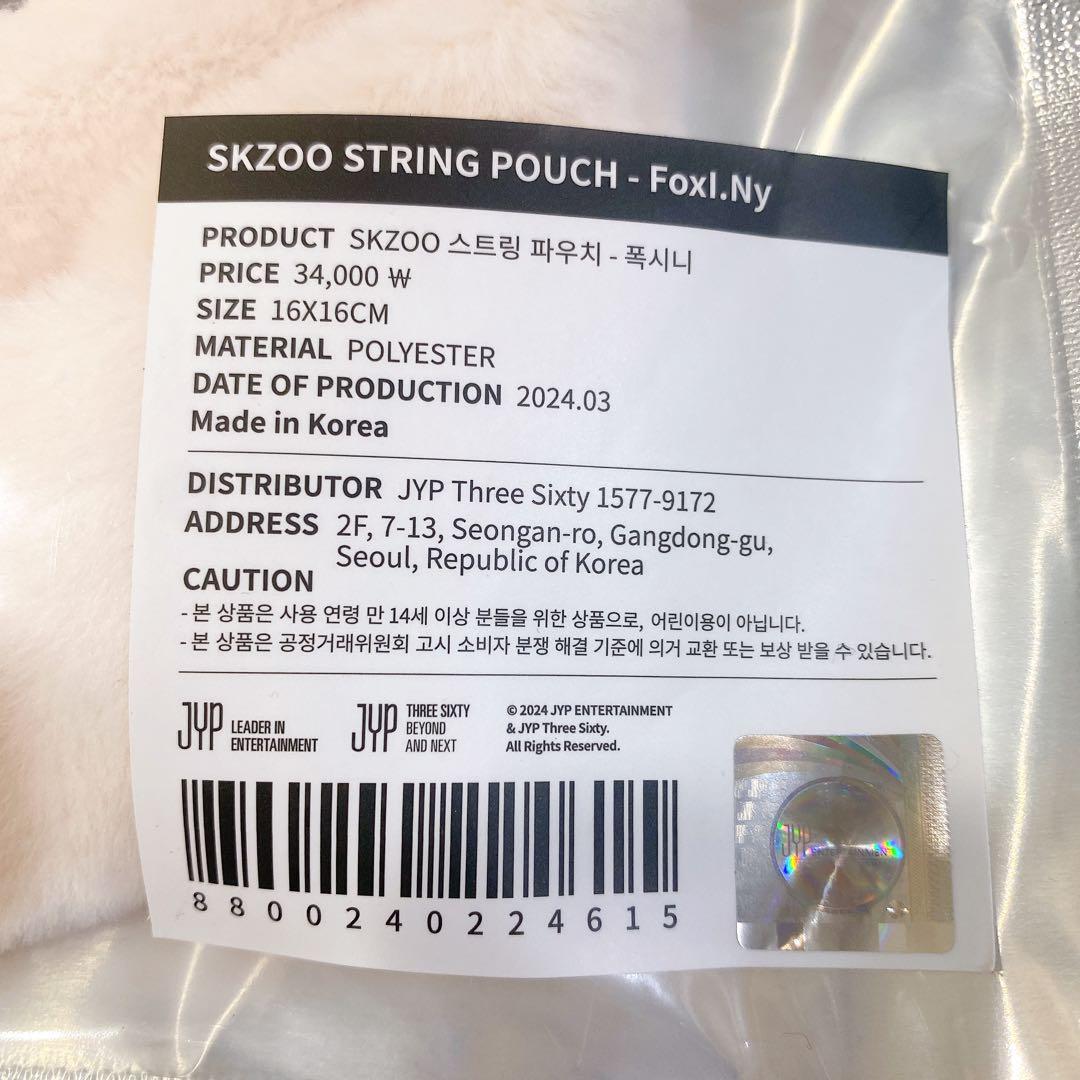 SKZOO STRING POUCH - FoxI.Ny
PRODUCT SKZOO 스트링 파우치 - 폭시니
PRICE 34,000 ₩
SIZE 16X16CM
MATERIAL POLYESTER
DATE OF PRODUCTION 2024.03
Made in Korea
DISTRIBUTOR JYP Three Sixty 1577-9172
ADDRESS 2F, 7-13, Seongan-ro, Gangdong-gu,
Seoul, Republic of Korea
CAUTION
- 본 상품은 사용 연령 만 14세 이상 분들을 위한 상품으로, 어린이용이 아닙니다.
- 본 상품은 공정거래위원회 고시 소비자 분쟁 해결 기준에 의거 교환 또는 보상 받을 수 있습니다.
JYP LEADER IN
ENTERTAINMENT
JYP THREE SIXTY
BEYOND
AND NEXT
© 2024 JYP ENTERTAINMENT
& JYP Three Sixty.
All Rights Reserved.
8800240224615
JYP ENTERTAINMENT